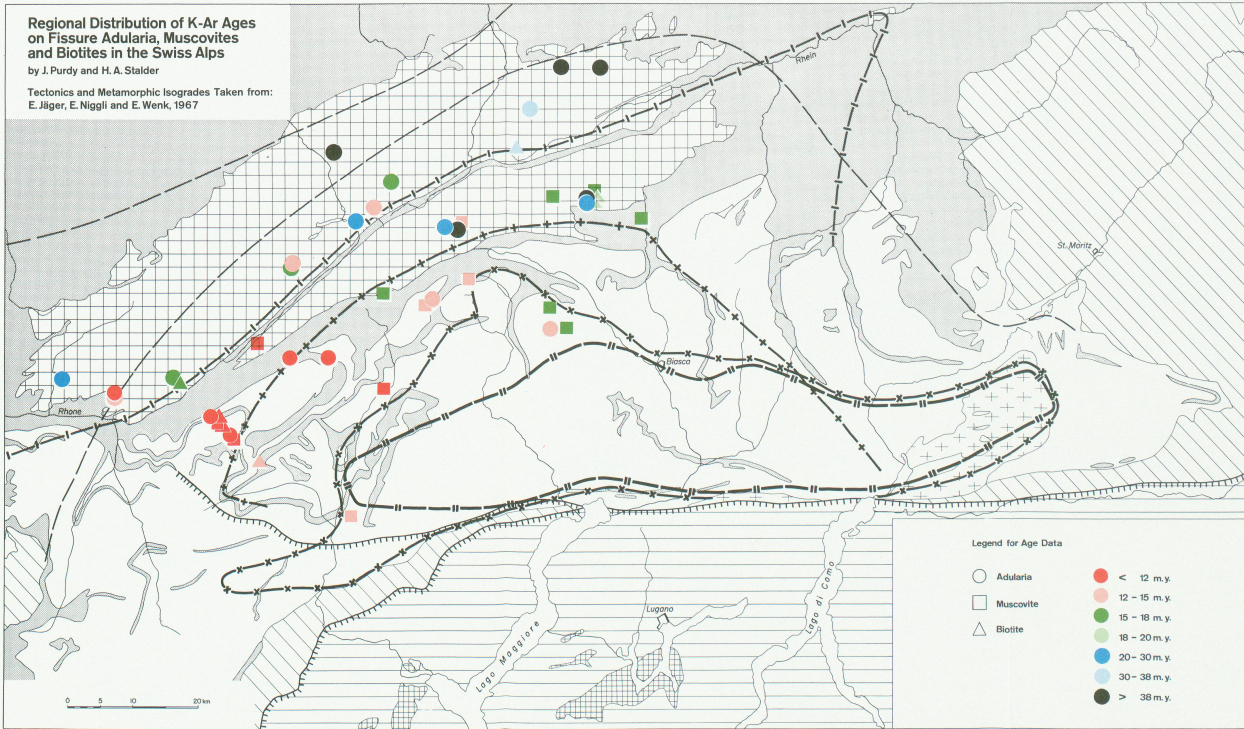 Regional Distribution of K-Ar Ages
on Fissure Adularia, Muscovites
and Biotites in the Swiss Alps
by J. Purdy and H. A. Stalder
Tectonics and Metamorphic Isogrades Taken from:
E. Jäger, E. Niggli and E. Wenk, 1967
Rhein
St. Moritz
Biasca
Rhone
Lugano
Lago Maggiore
Lago di Como
0 5 10 20 km
Legend for Age Data
Adularia
Muscovite
Biotite
< 12 m.y.
12 – 15 m.y.
15 – 18 m.y.
18 – 20 m.y.
20 – 30 m.y.
30 – 38 m.y.
> 38 m.y.